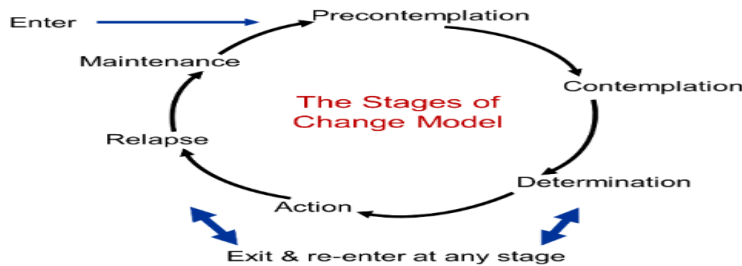 Enter
Precontemplation
Maintenance
Contemplation
The Stages of
Change Model
Relapse
Determination
Action
Exit & re-enter at any stage